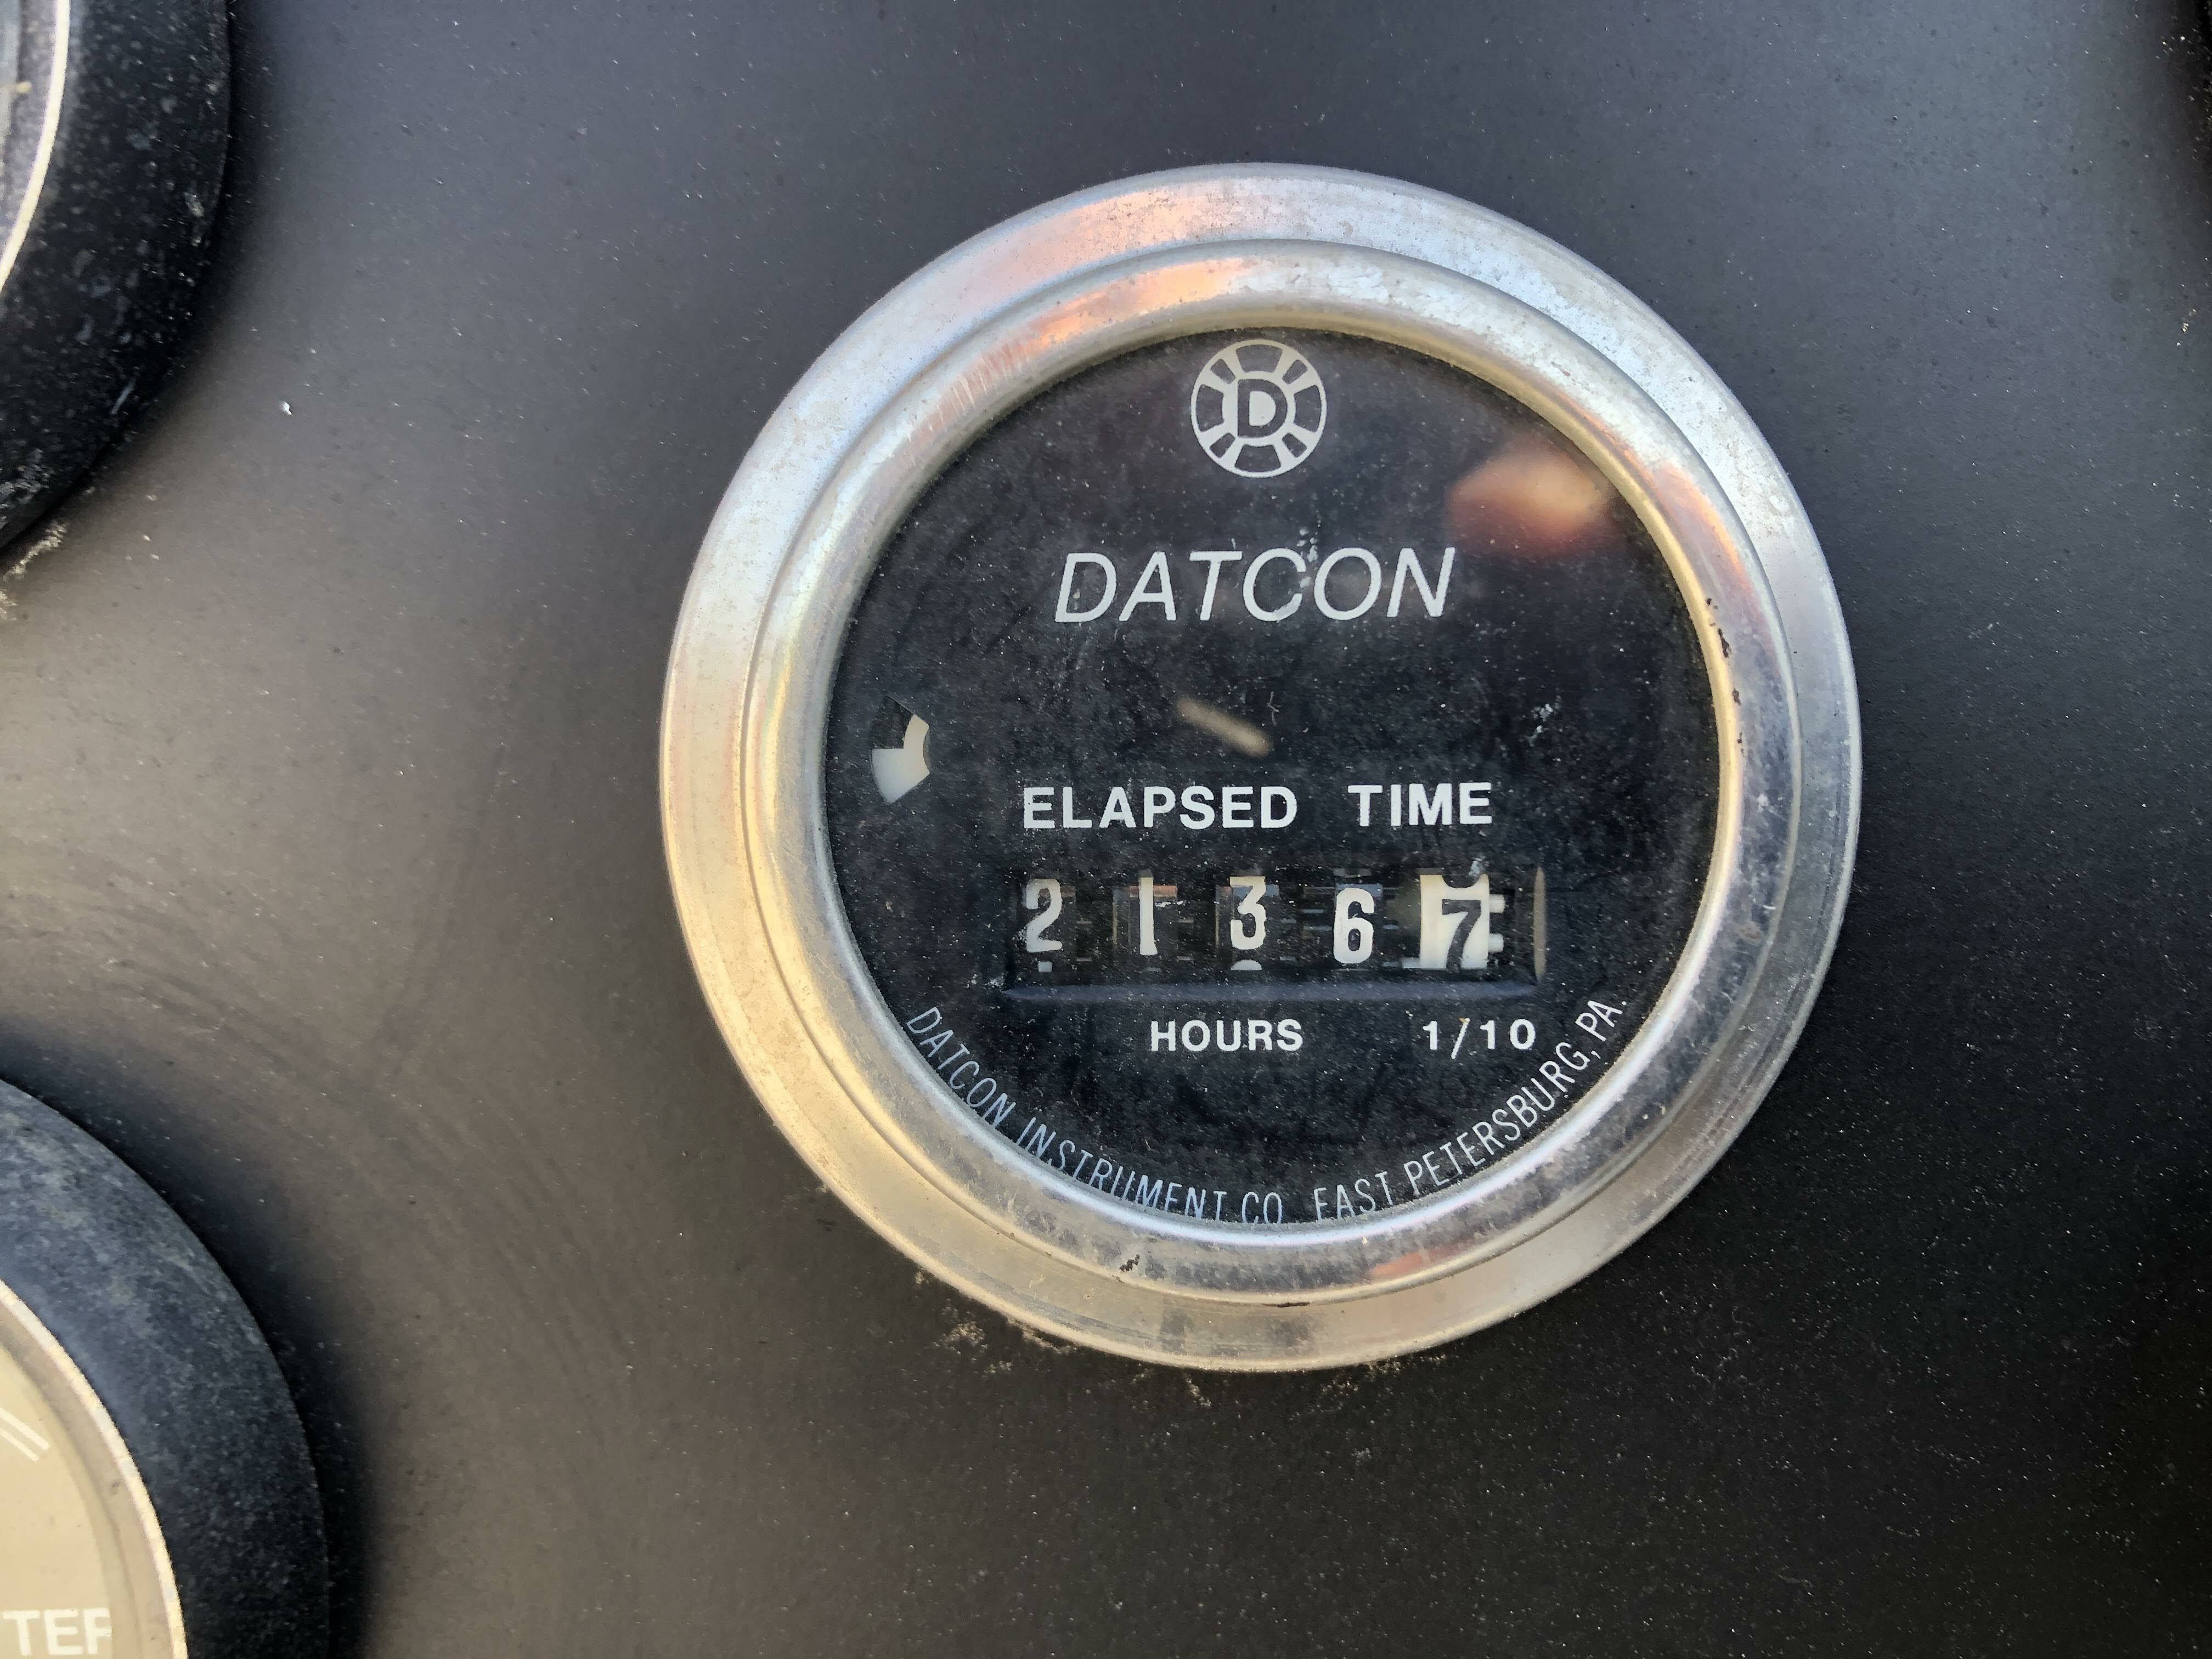 D
DATCON
ELAPSED TIME
2 1 3 6 7
HOURS 1/10
DATCON INSTRUMENT CO. EAST PETERSBURG, PA.